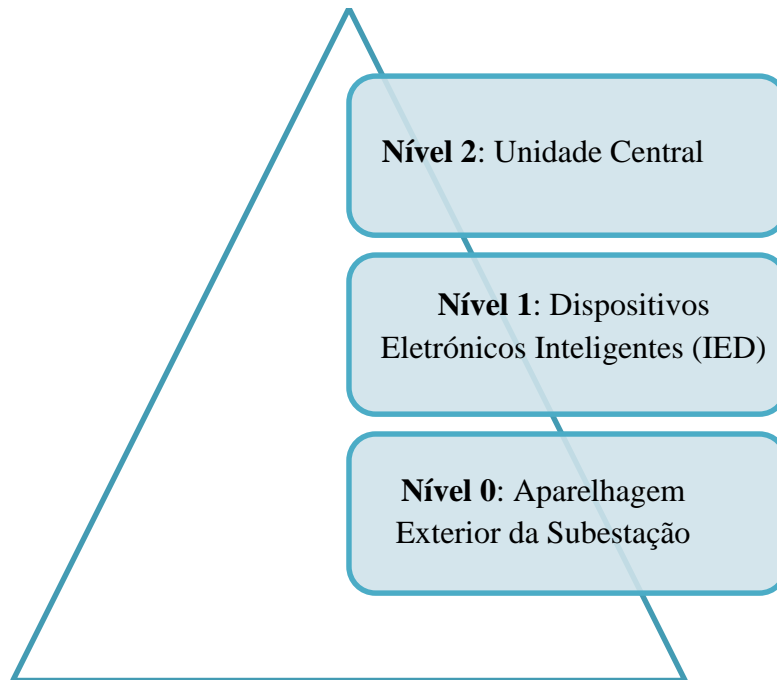 Nível 2: Unidade Central
Nível 1: Dispositivos
Eletrónicos Inteligentes (IED)
Nível 0: Aparelhagem
Exterior da Subestação